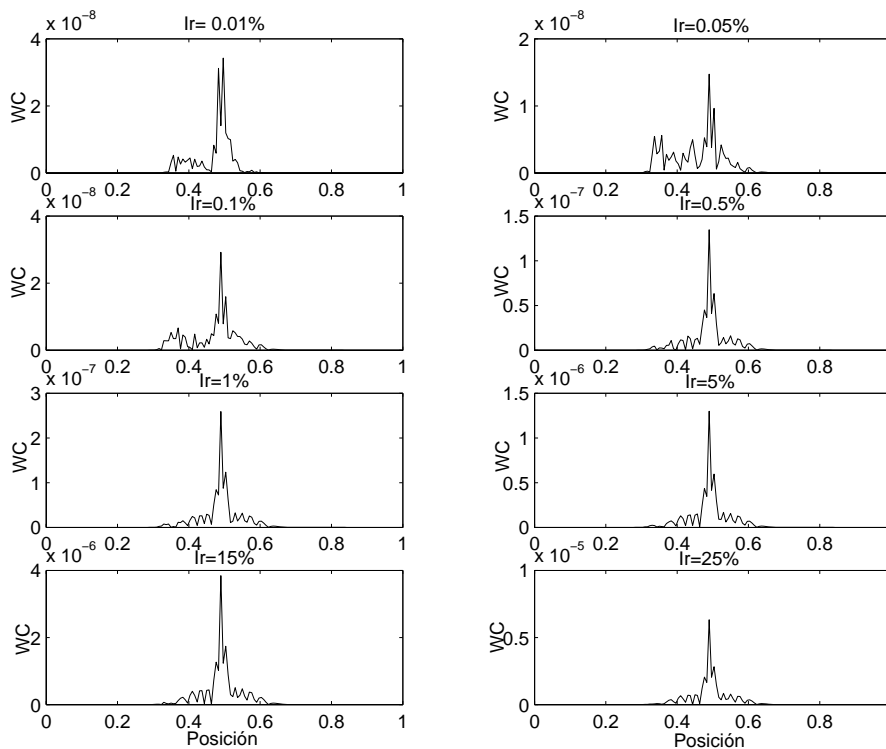 x 10⁻⁸ Ir= 0.01%
4
2
0
WC
0 0.2 0.4 0.6 0.8 1
x 10⁻⁸ Ir=0.05%
2
1
0
WC
0 0.2 0.4 0.6 0.8
x 10⁻⁸ Ir=0.1%
4
2
0
WC
0 0.2 0.4 0.6 0.8 1
x 10⁻⁷ Ir=0.5%
1.5
1
0.5
0
WC
0 0.2 0.4 0.6 0.8
x 10⁻⁷ Ir=1%
3
2
1
0
WC
0 0.2 0.4 0.6 0.8 1
x 10⁻⁶ Ir=5%
1.5
1
0.5
0
WC
0 0.2 0.4 0.6 0.8
x 10⁻⁶ Ir=15%
4
2
0
WC
0 0.2 0.4 0.6 0.8 1
Posición
x 10⁻⁵ Ir=25%
1
0.5
0
WC
0 0.2 0.4 0.6 0.8
Posición